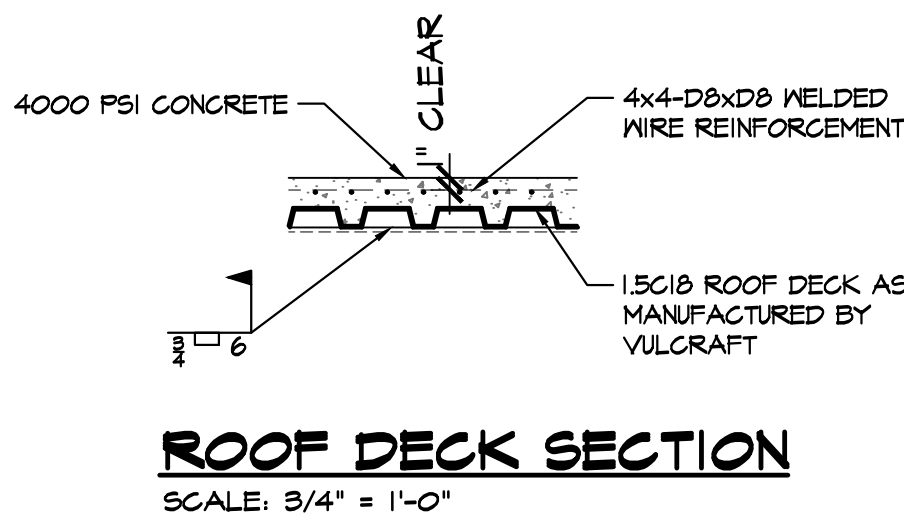 4000 PSI CONCRETE
1" CLEAR
4x4-D8xD8 WELDED
WIRE REINFORCEMENT
1.5C18 ROOF DECK AS
MANUFACTURED BY
VULCRAFT
3/4 6
ROOF DECK SECTION
SCALE: 3/4" = 1'-0"